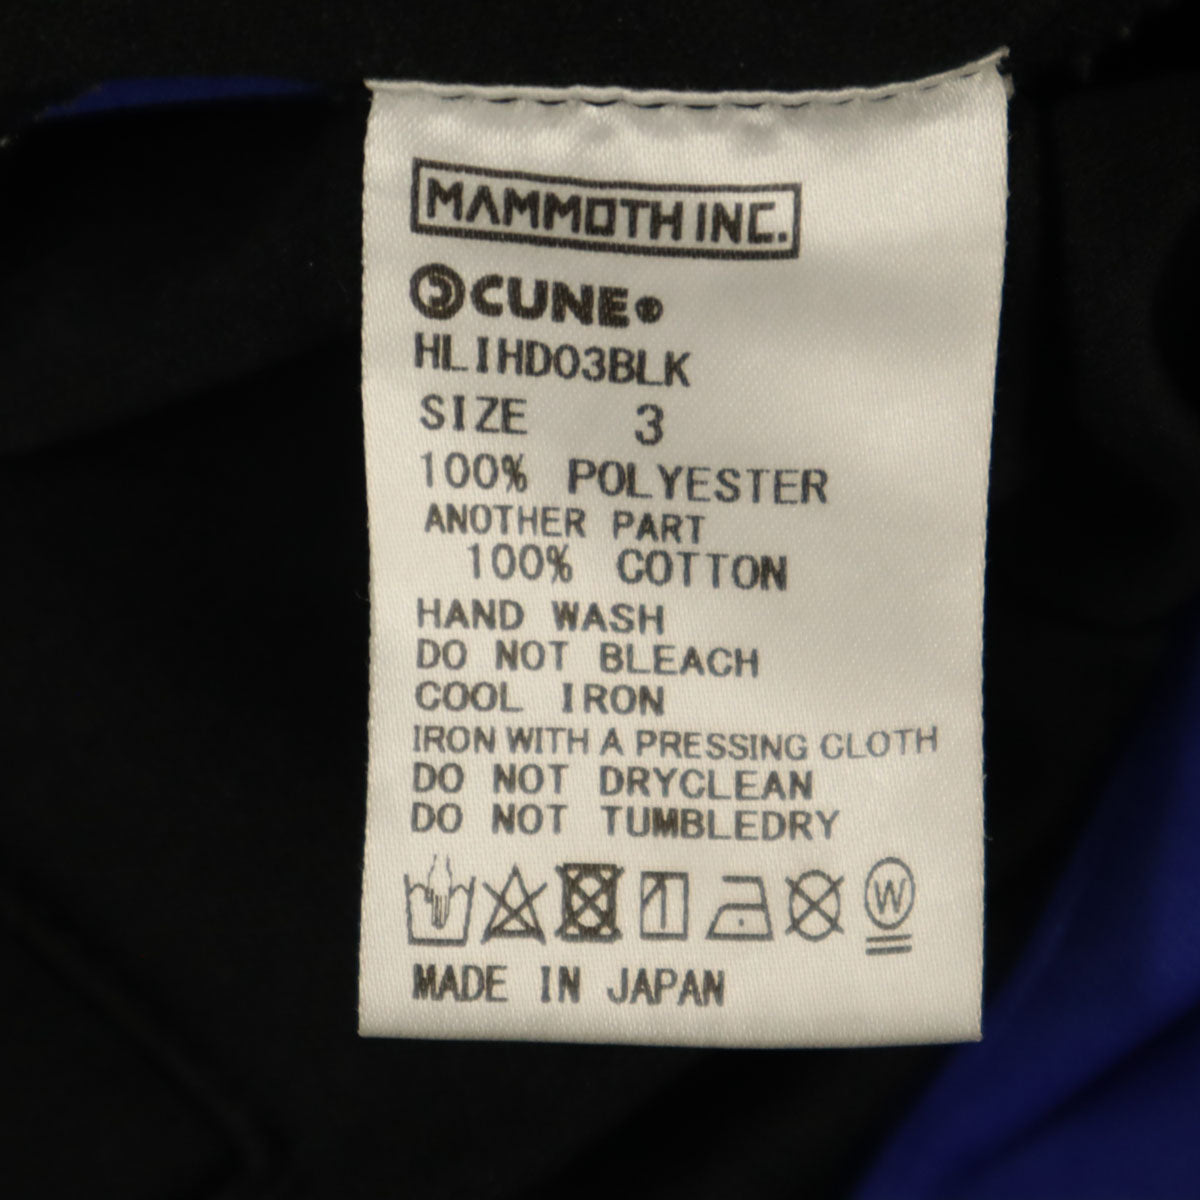 MAMMOTH INC.
CUNE®
HLIHD03BLK
SIZE 3
100% POLYESTER
ANOTHER PART
100% COTTON
HAND WASH
DO NOT BLEACH
COOL IRON
IRON WITH A PRESSING CLOTH
DO NOT DRYCLEAN
DO NOT TUMBLEDRY
W
MADE IN JAPAN